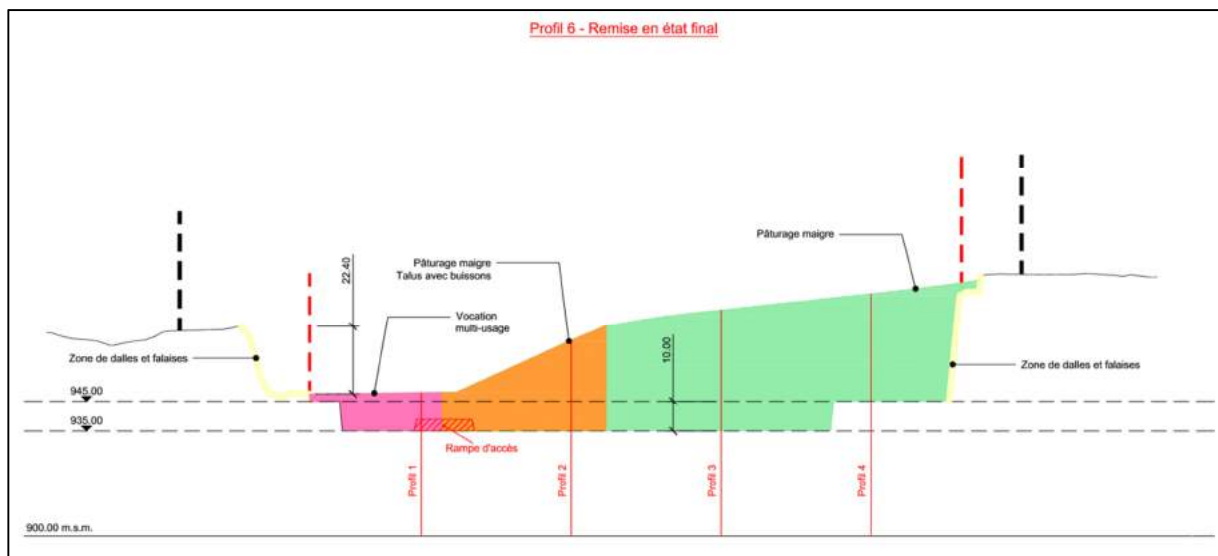 Profil 6 - Remise en état final
Pâturage maigre
22.40
Pâturage maigre
Talus avec buissons
Vocation
multi-usage
Zone de dalles et falaises
10.00
Zone de dalles et falaises
945.00
935.00
Rampe d'accès
Profil 1
Profil 2
Profil 3
Profil 4
900.00 m.s.m.